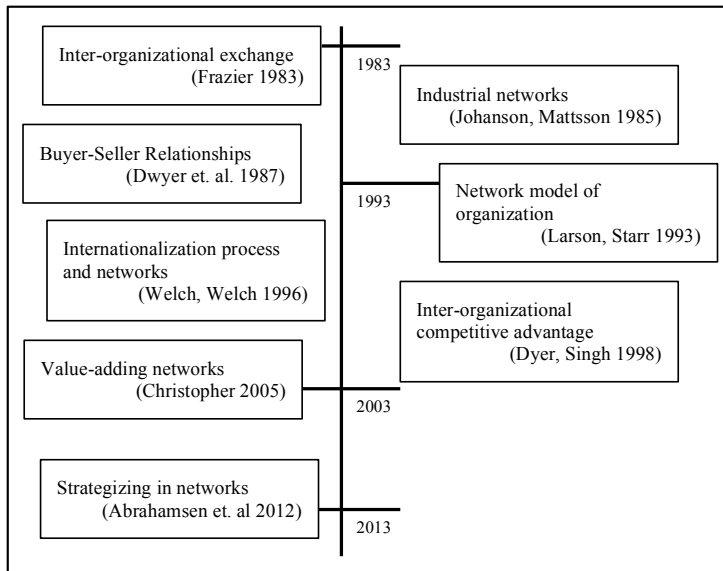 Inter-organizational exchange
(Frazier 1983)
1983
Industrial networks
(Johanson, Mattsson 1985)
Buyer-Seller Relationships
(Dwyer et. al. 1987)
1993
Network model of
organization
(Larson, Starr 1993)
Internationalization process
and networks
(Welch, Welch 1996)
Inter-organizational
competitive advantage
(Dyer, Singh 1998)
Value-adding networks
(Christopher 2005)
2003
Strategizing in networks
(Abrahamsen et. al 2012)
2013